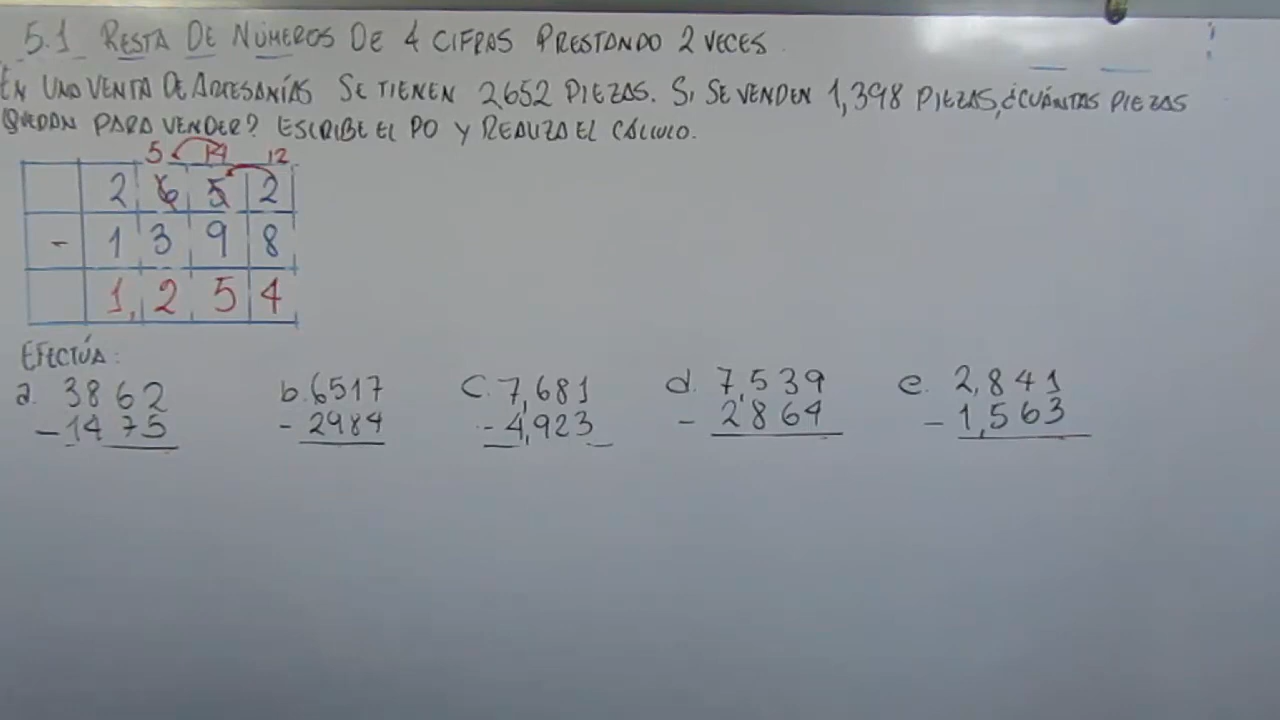 5.1 RESTA DE NÚMEROS DE 4 CIFRAS PRESTANDO 2 VECES.
EN UNA VENTA DE ARTESANÍAS SE TIENEN 2652 PIEZAS. SI SE VENDEN 1,398 PIEZAS, ¿CUÁNTAS PIEZAS
QUEDAN PARA VENDER? ESCRIBE EL PO Y REALIZA EL CÁLCULO.
5 14 12
2 6 5 2
- 1 3 9 8
1, 2 5 4
EFECTÚA:
a. 3862 b. 6517 c. 7,681 d. 7,539 e. 2,841
- 1475 - 2984 - 4,923 - 2864 - 1,563